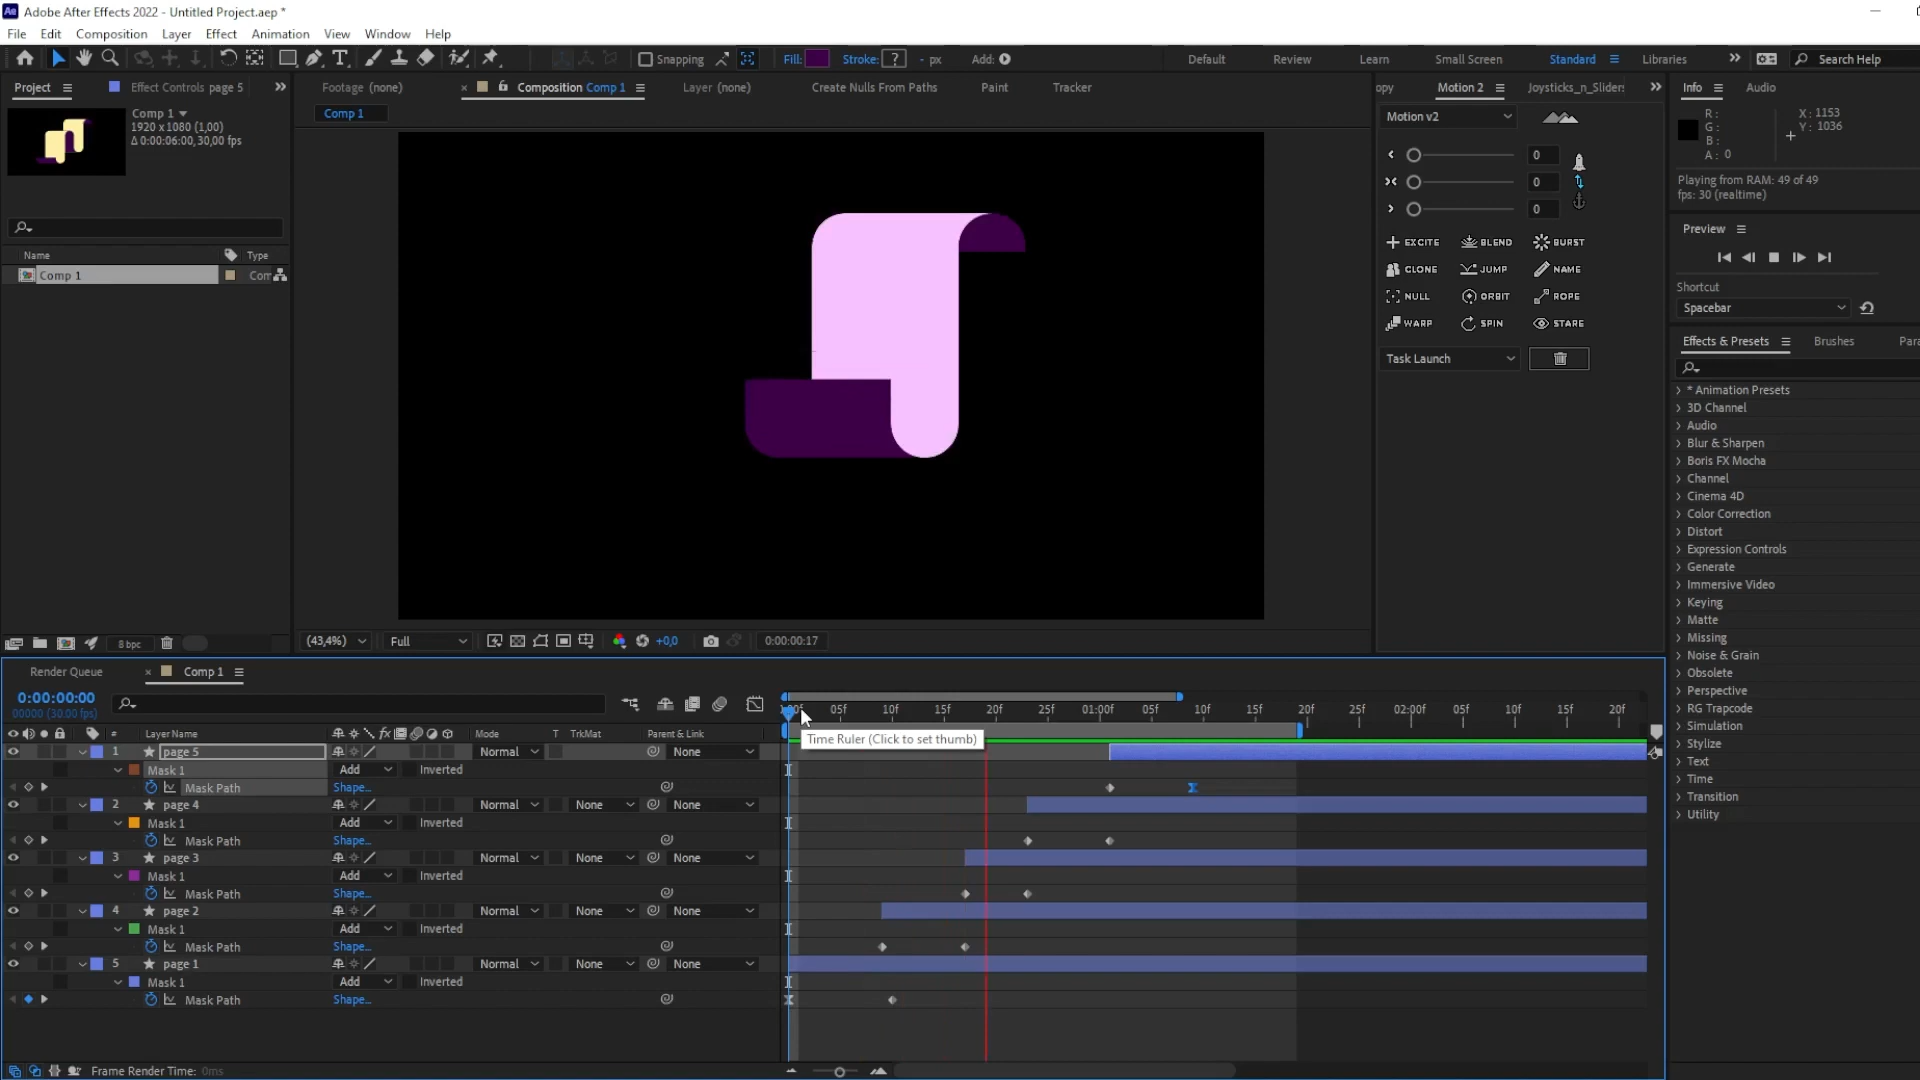 Ae Adobe After Effects 2022 - Untitled Project.aep *
File Edit Composition Layer Effect Animation View Window Help
Snapping Fill: Stroke: ? - px Add: Default Review Learn Small Screen Standard Libraries Search Help
Project Effect Controls page 5
Footage (none) Composition Comp 1 Layer (none) Create Nulls From Paths Paint Tracker
opy Motion 2 Joysticks_n_Sliders
Info Audio
Comp 1
1920 x 1080 (1,00)
Δ 0:00:06:00, 30,00 fps
Comp 1
Motion v2
0
0
0
EXCITE BLEND BURST
CLONE JUMP NAME
NULL ORBIT ROPE
WARP SPIN STARE
Task Launch
R :
G :
B :
A : 0
X : 1153
Y : 1036
Playing from RAM: 49 of 49
fps: 30 (realtime)
Preview
Shortcut
Spacebar
Effects & Presets Brushes Para
* Animation Presets
3D Channel
Audio
Blur & Sharpen
Boris FX Mocha
Channel
Cinema 4D
Color Correction
Distort
Expression Controls
Generate
Immersive Video
Keying
Matte
Missing
Noise & Grain
Obsolete
Perspective
RG Trapcode
Simulation
Stylize
Text
Time
Transition
Utility
Name Type
Comp 1 Com
8 bpc
(43,4%) Full +0,0 0:00:00:17
Render Queue Comp 1
0:00:00:00
00000 (30.00 fps)
:00f 05f 10f 15f 20f 25f 01:00f 05f 10f 15f 20f 25f 02:00f 05f 10f 15f 20f
# Layer Name fx Mode T TrkMat Parent & Link
Time Ruler (Click to set thumb)
1 page 5 Normal None
Mask 1 Add Inverted
Mask Path Shape...
2 page 4 Normal None None
Mask 1 Add Inverted
Mask Path Shape...
3 page 3 Normal None None
Mask 1 Add Inverted
Mask Path Shape...
4 page 2 Normal None None
Mask 1 Add Inverted
Mask Path Shape...
5 page 1 Normal None None
Mask 1 Add Inverted
Mask Path Shape...
Frame Render Time: 0ms